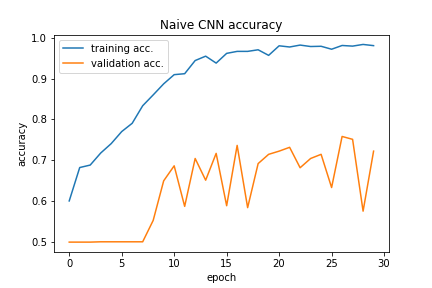 Naive CNN accuracy
training acc.
validation acc.
accuracy
1.0
0.9
0.8
0.7
0.6
0.5
0 5 10 15 20 25 30
epoch